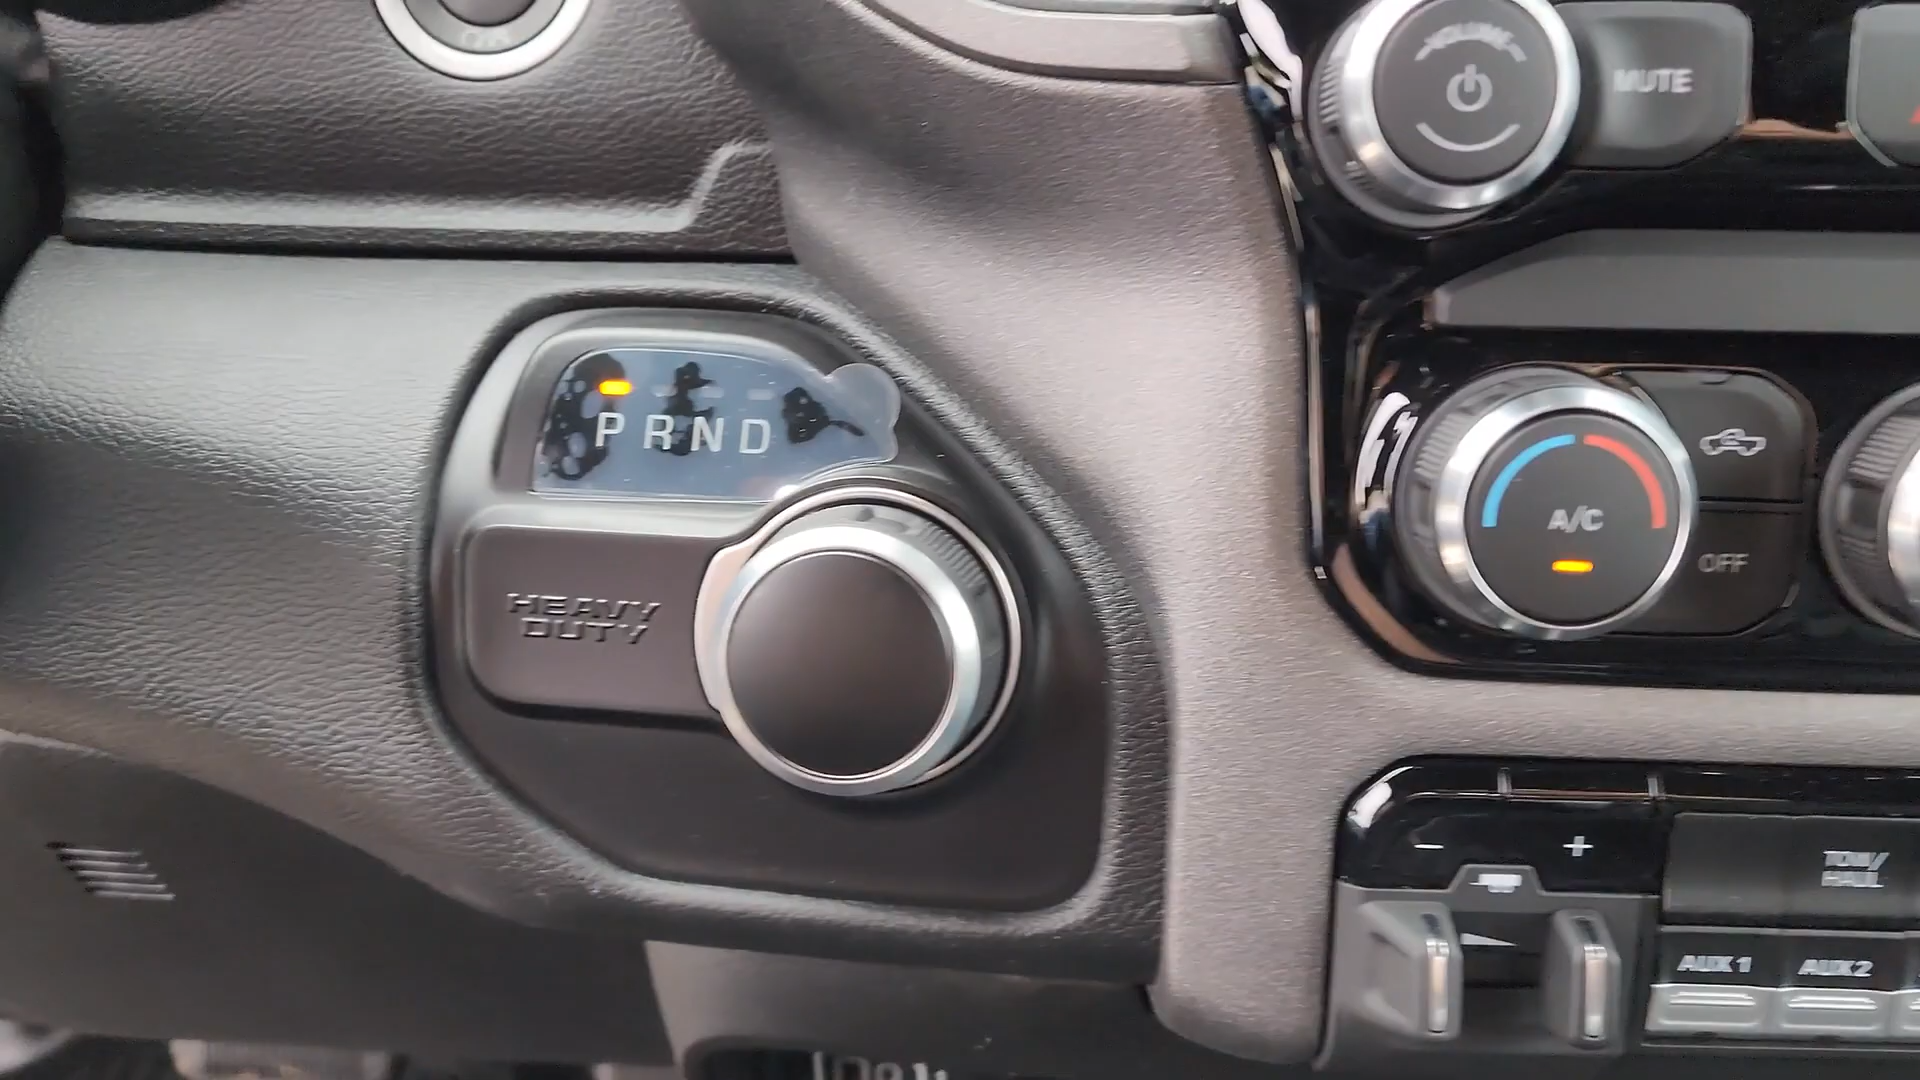 VOLUME
MUTE
P R N D
A/C
OFF
HEAVY
DUTY
- +
TOW/
HAUL
AUX 1 AUX 2